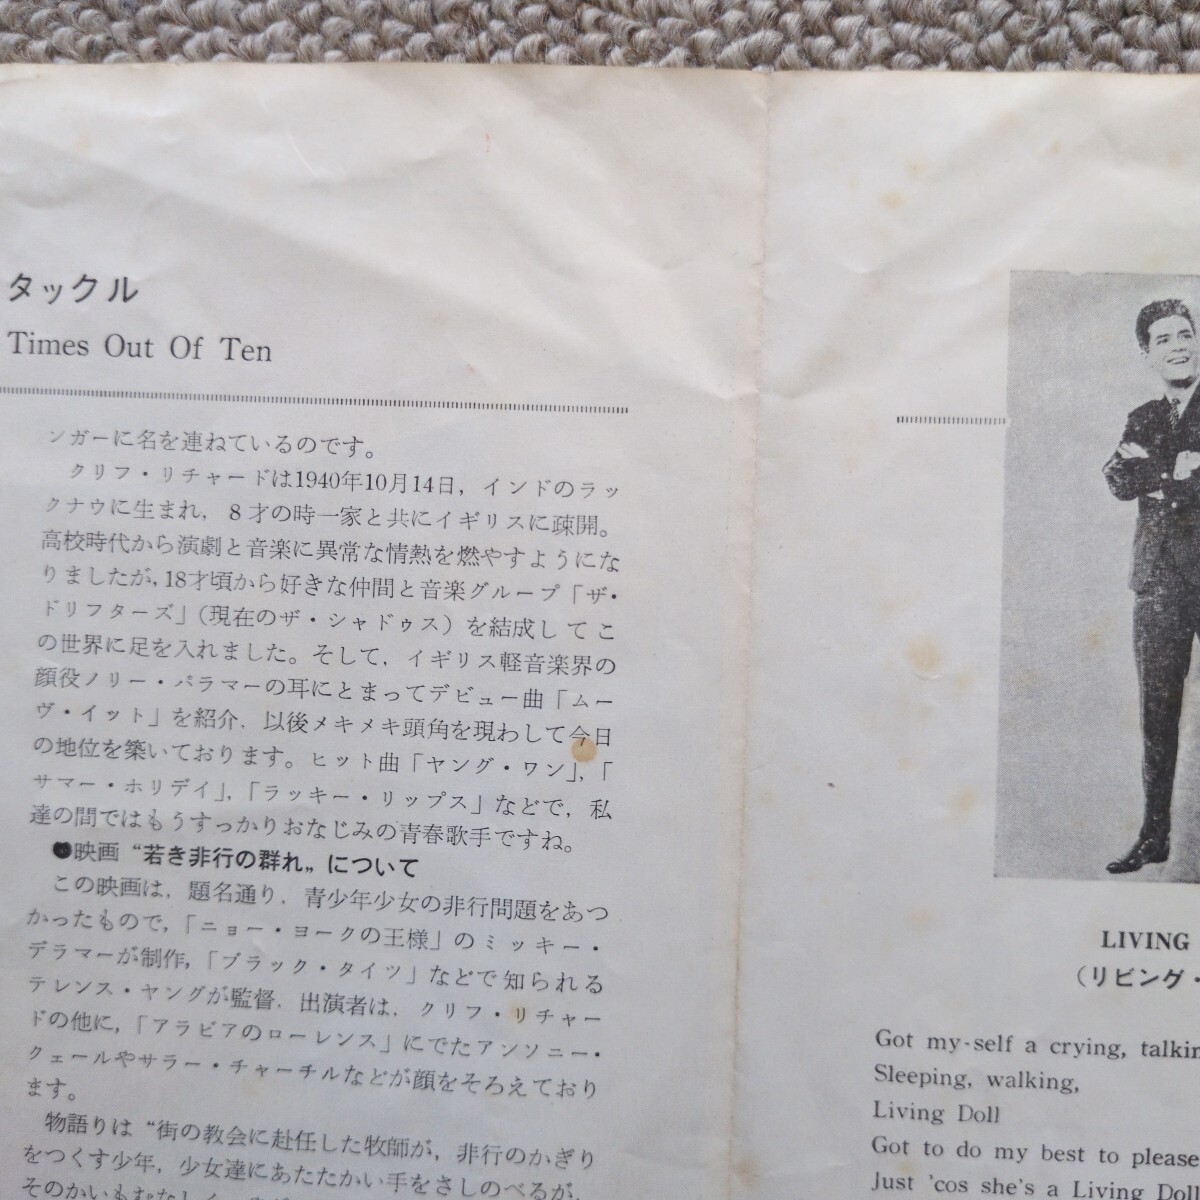 タックル
Times Out Of Ten
ンガーに名を連ねているのです。
クリフ・リチャードは1940年10月14日，インドのラッ
クナウに生まれ，8才の時一家と共にイギリスに疎開。
高校時代から演劇と音楽に異常な情熱を燃やすようにな
りましたが，18才頃から好きな仲間と音楽グループ「ザ・
ドリフターズ」（現在のザ・シャドゥス）を結成してこ
の世界に足を入れました。そして，イギリス軽音楽界の
顔役ノリー・パラマーの耳にとまってデビュー曲「ムー
ヴ・イット」を紹介．以後メキメキ頭角を現わして今日
の地位を築いております。ヒット曲「ヤング・ワン」，「
サマー・ホリデイ」，「ラッキー・リップス」などで，私
達の間ではもうすっかりおなじみの青春歌手ですね。
●映画 “若き非行の群れ„ について
この映画は，題名通り．青少年少女の非行問題をあつ
かったもので，「ニョー・ヨークの王様」のミッキー・
デラマーが制作，「ブラック・タイツ」などで知られる
テレンス・ヤングが監督．出演者は，クリフ・リチャー
ドの他に，「アラビアのローレンス」にでたアンソニー・
クェールやサラー・チャーチルなどが顔をそろえており
ます。
物語りは “街の教会に赴任した牧師が，非行のかぎり
をつくす少年，少女達にあたたかい手をさしのべるが，
そのかいもむなしく
LIVING
（リビング・
Got my-self a crying, talkin
Sleeping, walking,
Living Doll
Got to do my best to please
Just 'cos she's a Living Doll